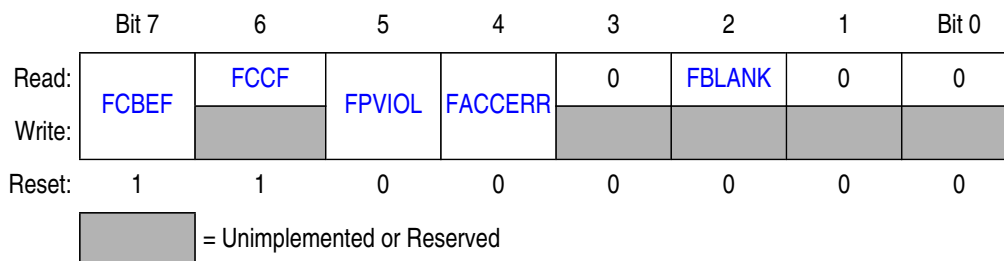 Bit 7 6 5 4 3 2 1 Bit 0
Read: FCBEF FCCF FPVIOL FACCERR 0 FBLANK 0 0
Write:
Reset: 1 1 0 0 0 0 0 0
= Unimplemented or Reserved